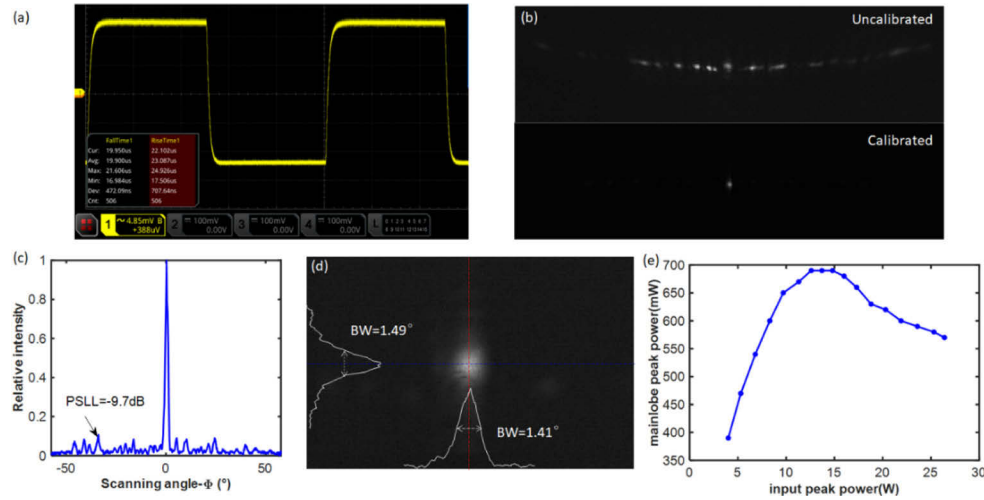 (a)
FallTime1 RiseTime1
Cur: 19.950us 22.102us
Avg: 19.900us 23.087us
Max: 21.606us 24.926us
Min: 16.984us 17.506us
Dev: 472.09ns 707.64ns
Cnt: 506 506
1 4.85mV B
+388uV
2 100mV
0.00V
3 100mV
0.00V
4 100mV
0.00V
L
(b)
Uncalibrated
Calibrated
(c)
Relative intensity
1
0.8
0.6
0.4
0.2
0
PSLL=-9.7dB
-50 0 50
Scanning angle-Φ (°)
(d)
BW=1.49°
BW=1.41°
(e)
mainlobe peak power(mW)
700
650
600
550
500
450
400
350
0 5 10 15 20 25 30
input peak power(W)